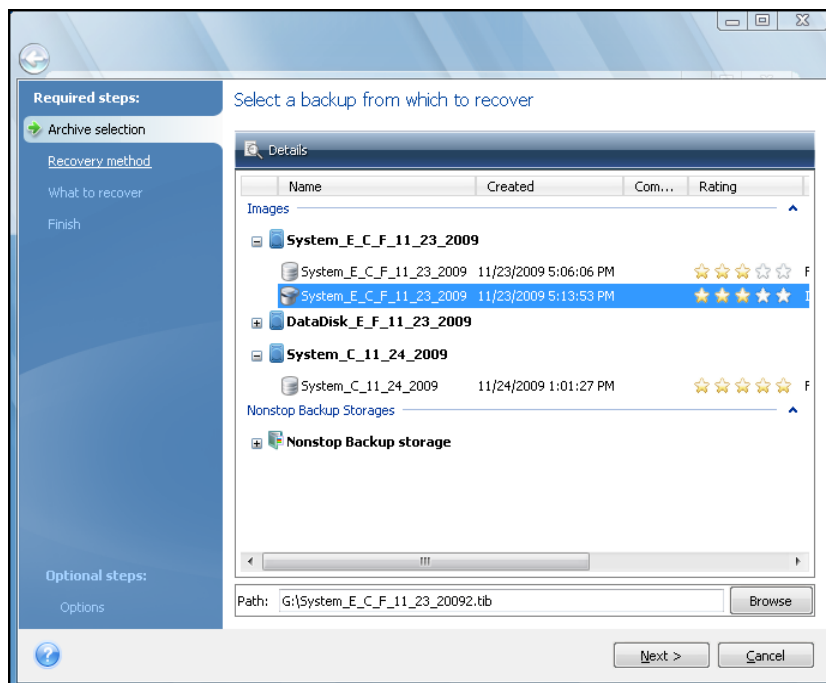 Required steps:
Archive selection
Recovery method
What to recover
Finish
Optional steps:
Options
Select a backup from which to recover
Details
Name Created Com... Rating
Images
System_E_C_F_11_23_2009
System_E_C_F_11_23_2009 11/23/2009 5:06:06 PM F
System_E_C_F_11_23_2009 11/23/2009 5:13:53 PM I
DataDisk_E_F_11_23_2009
System_C_11_24_2009
System_C_11_24_2009 11/24/2009 1:01:27 PM F
Nonstop Backup Storages
Nonstop Backup storage
Path: G:\System_E_C_F_11_23_20092.tib Browse
Next > Cancel